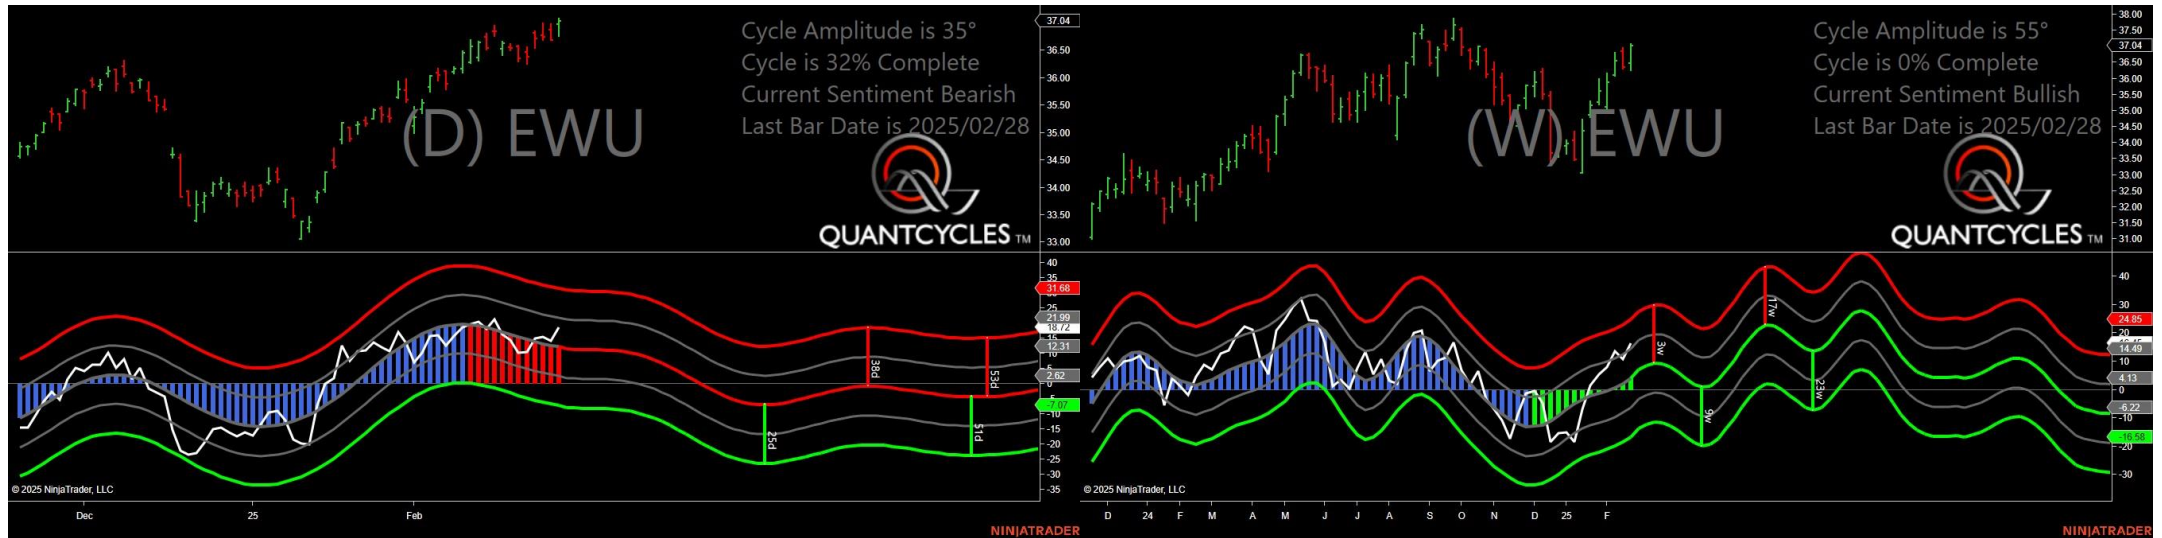 Cycle Amplitude is 35°
Cycle is 32% Complete
Current Sentiment Bearish
Last Bar Date is 2025/02/28
(D) EWU
QUANTCYCLES TM
37.04
36.50
36.00
35.50
35.00
34.50
34.00
33.50
33.00
40
35
31.68
25
21.99
18.72
12.31
10
2.62
-7.07
-10
-15
-20
-25
-30
-35
25d
38d
51d
53d
© 2025 NinjaTrader, LLC
Dec
25
Feb
NINJATRADER
Cycle Amplitude is 55°
Cycle is 0% Complete
Current Sentiment Bullish
Last Bar Date is 2025/02/28
(W) EWU
QUANTCYCLES TM
38.00
37.50
37.04
36.50
36.00
35.50
35.00
34.50
34.00
33.50
33.00
32.50
32.00
31.50
31.00
40
30
24.85
20
14.49
4.13
0
-6.22
-10
-16.58
-20
-30
3w
9w
17w
23w
© 2025 NinjaTrader, LLC
D
24
F
M
A
M
J
J
A
S
O
N
D
25
F
NINJATRADER